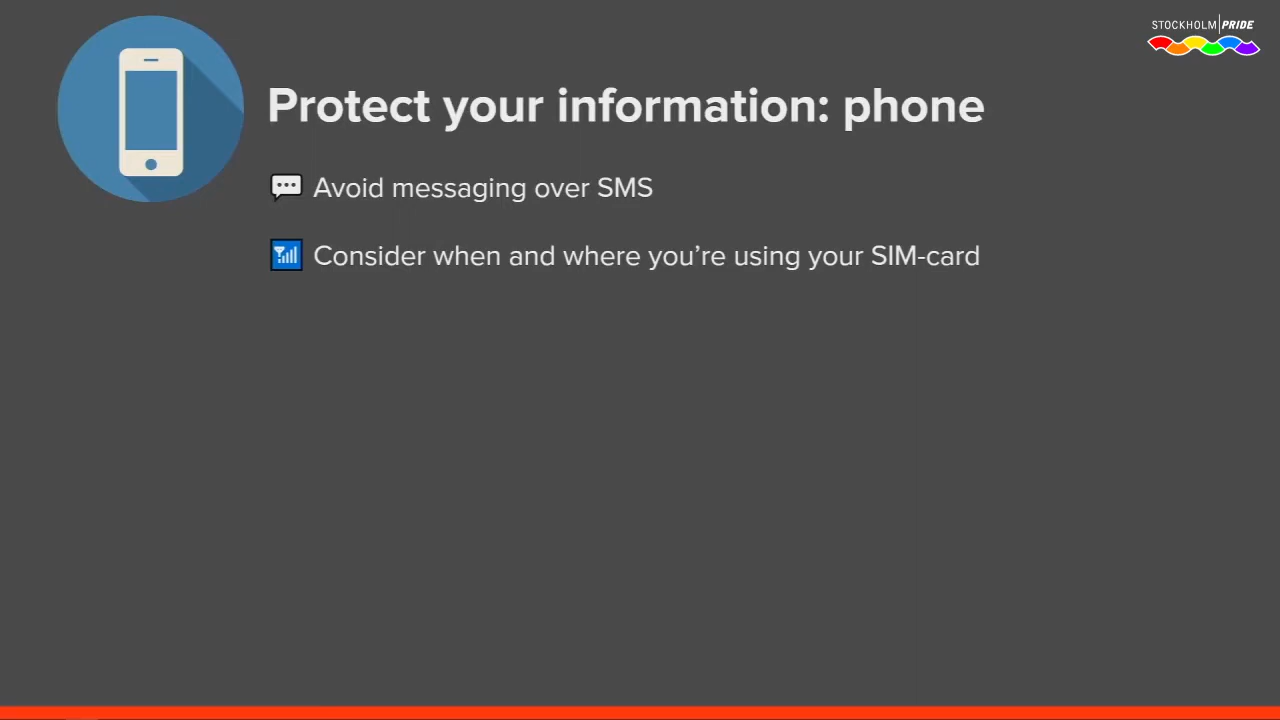 STOCKHOLM PRIDE
Protect your information: phone
Avoid messaging over SMS
Consider when and where you’re using your SIM-card